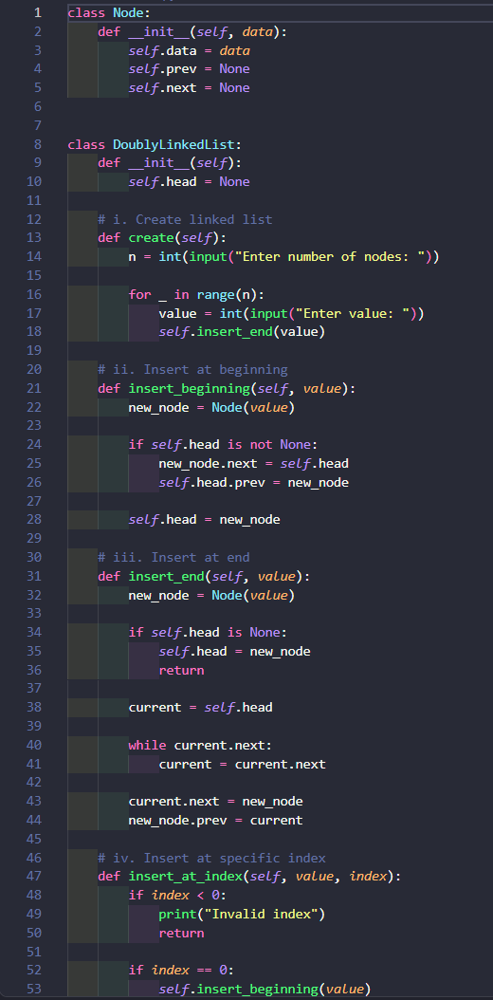 1 class Node:
2     def __init__(self, data):
3         self.data = data
4         self.prev = None
5         self.next = None
6
7
8 class DoublyLinkedList:
9     def __init__(self):
10         self.head = None
11
12     # i. Create linked list
13     def create(self):
14         n = int(input("Enter number of nodes: "))
15
16         for _ in range(n):
17             value = int(input("Enter value: "))
18             self.insert_end(value)
19
20     # ii. Insert at beginning
21     def insert_beginning(self, value):
22         new_node = Node(value)
23
24         if self.head is not None:
25             new_node.next = self.head
26             self.head.prev = new_node
27
28         self.head = new_node
29
30     # iii. Insert at end
31     def insert_end(self, value):
32         new_node = Node(value)
33
34         if self.head is None:
35             self.head = new_node
36             return
37
38         current = self.head
39
40         while current.next:
41             current = current.next
42
43         current.next = new_node
44         new_node.prev = current
45
46     # iv. Insert at specific index
47     def insert_at_index(self, value, index):
48         if index < 0:
49             print("Invalid index")
50             return
51
52         if index == 0:
53             self.insert_beginning(value)